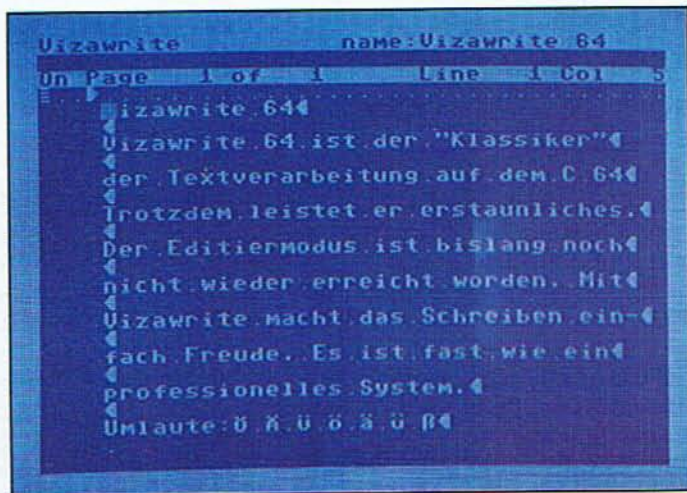 Vizawrite name:Vizawrite 64
On Page 1 of 1 Line 1 Col 5
Vizawrite 64
Vizawrite 64 ist der "Klassiker"
der Textverarbeitung auf dem C 64
Trotzdem leistet er erstaunliches.
Der Editiermodus ist bislang noch
nicht wieder erreicht worden. Mit
Vizawrite macht das Schreiben ein-
fach Freude. Es ist fast wie ein
professionelles System.
Umlaute:Ö Ä Ü ö ä ü ß